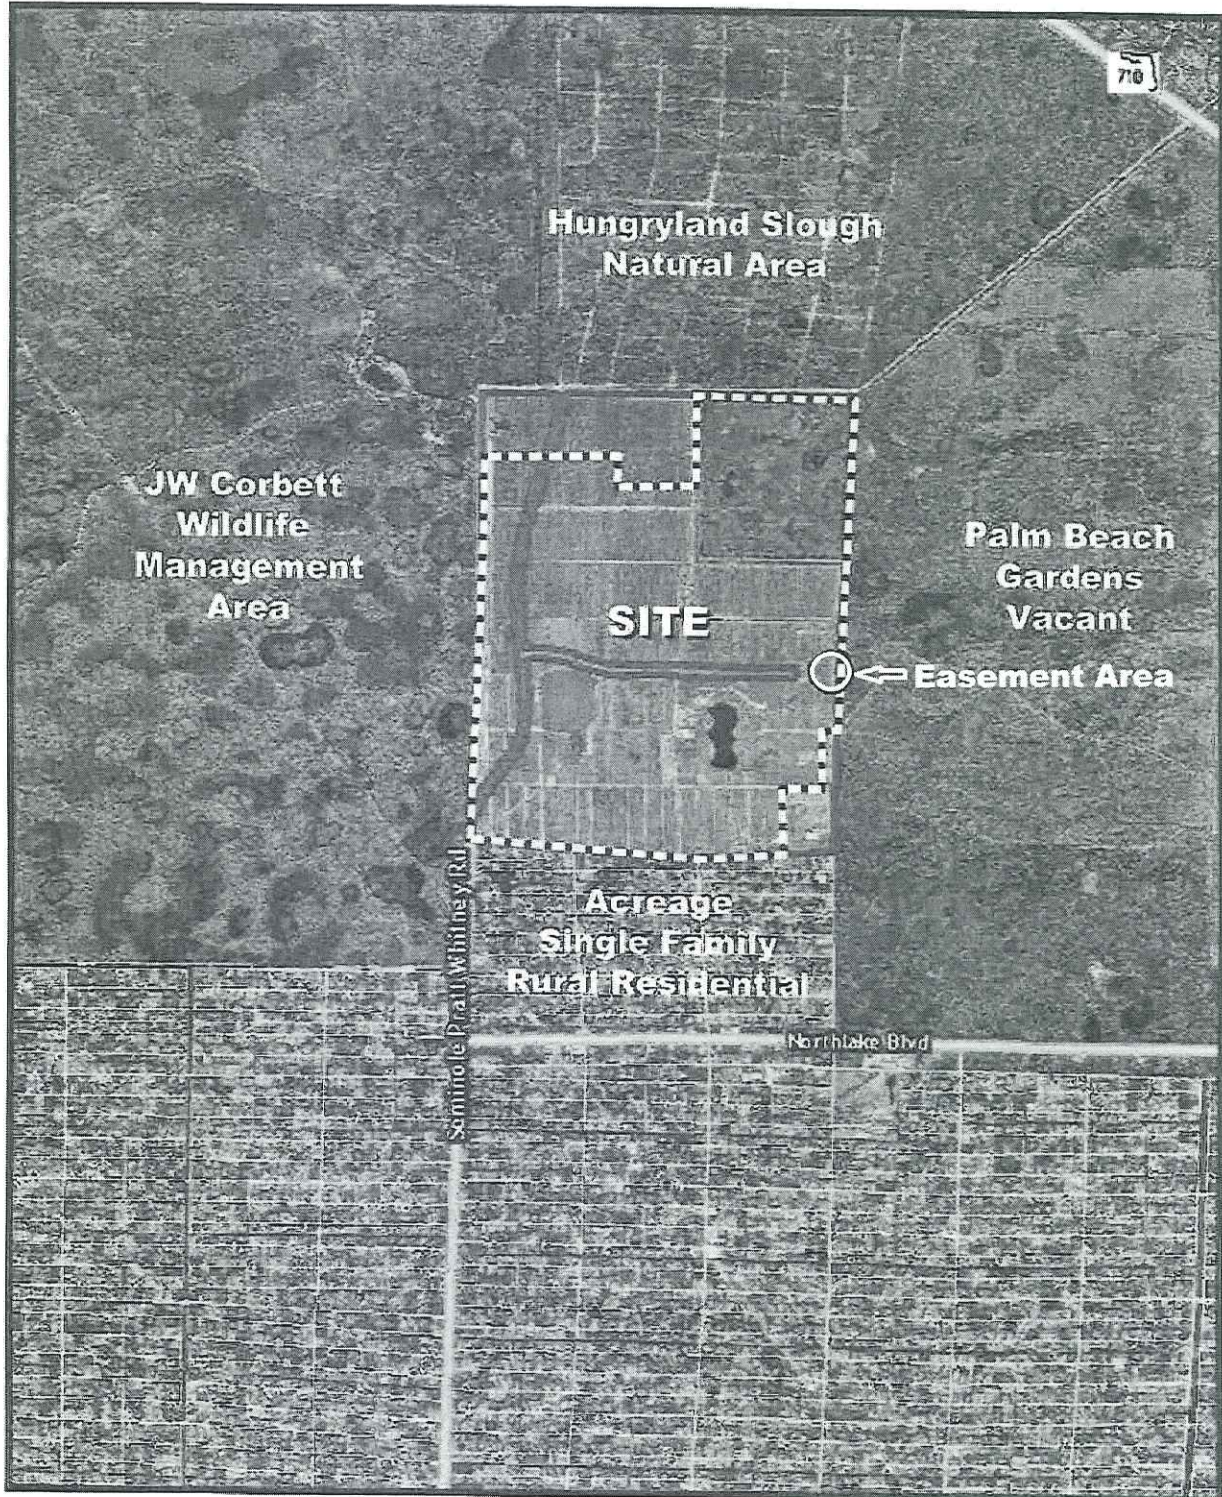 710
Hungryland Slough
Natural Area
JW Corbett
Wildlife
Management
Area
Palm Beach
Gardens
Vacant
SITE
Easement Area
Seminole Pratt Whitney Rd
Acreage
Single Family
Rural Residential
Northlake Blvd